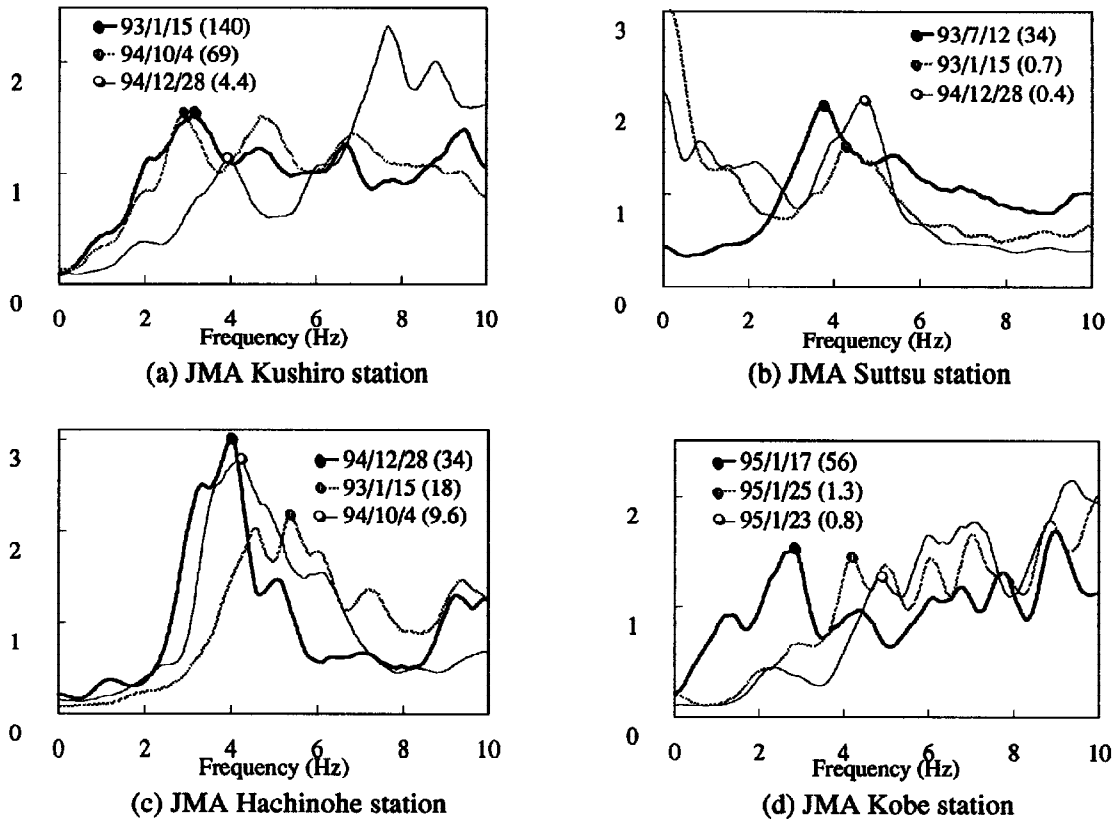 93/1/15 (140)
94/10/4 (69)
94/12/28 (4.4)
2
1
0
0 2 4 6 8 10
Frequency (Hz)
(a) JMA Kushiro station
93/7/12 (34)
93/1/15 (0.7)
94/12/28 (0.4)
3
2
1
0
0 2 4 6 8 10
Frequency (Hz)
(b) JMA Suttsu station
94/12/28 (34)
93/1/15 (18)
94/10/4 (9.6)
3
2
1
0
0 2 4 6 8 10
Frequency (Hz)
(c) JMA Hachinohe station
95/1/17 (56)
95/1/25 (1.3)
95/1/23 (0.8)
2
1
0
0 2 4 6 8 10
Frequency (Hz)
(d) JMA Kobe station